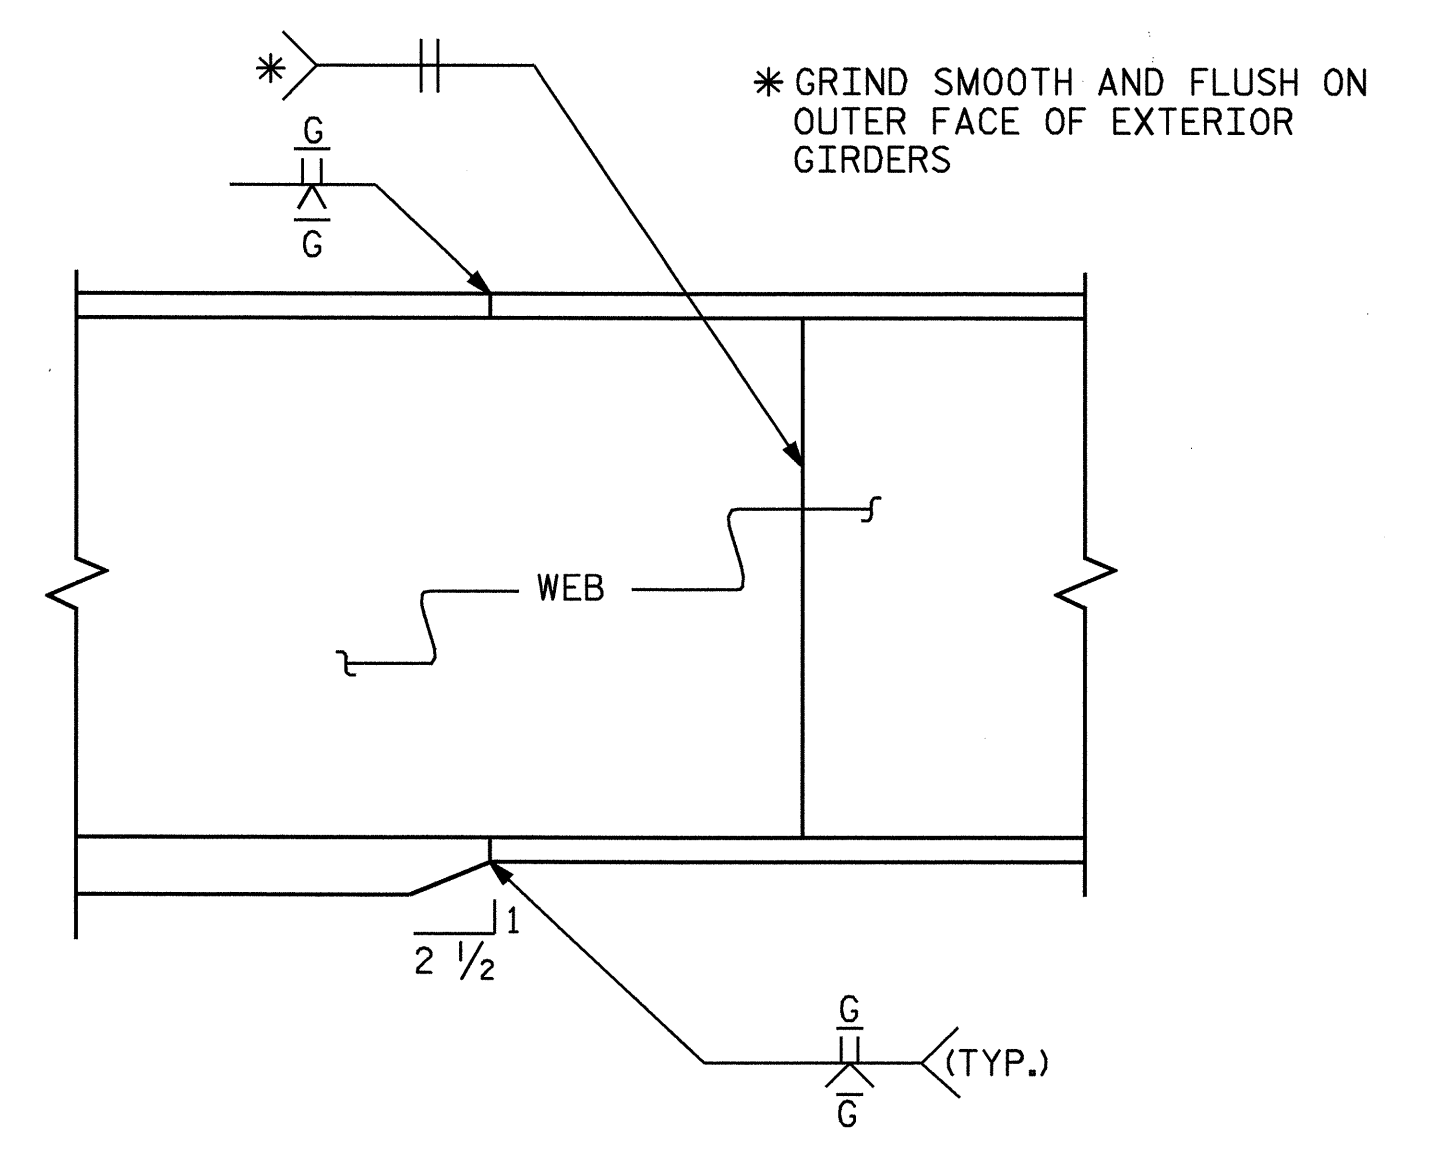 * GRIND SMOOTH AND FLUSH ON
OUTER FACE OF EXTERIOR
GIRDERS
*
G
G
WEB
1
2 1/2
G
(TYP.)
G